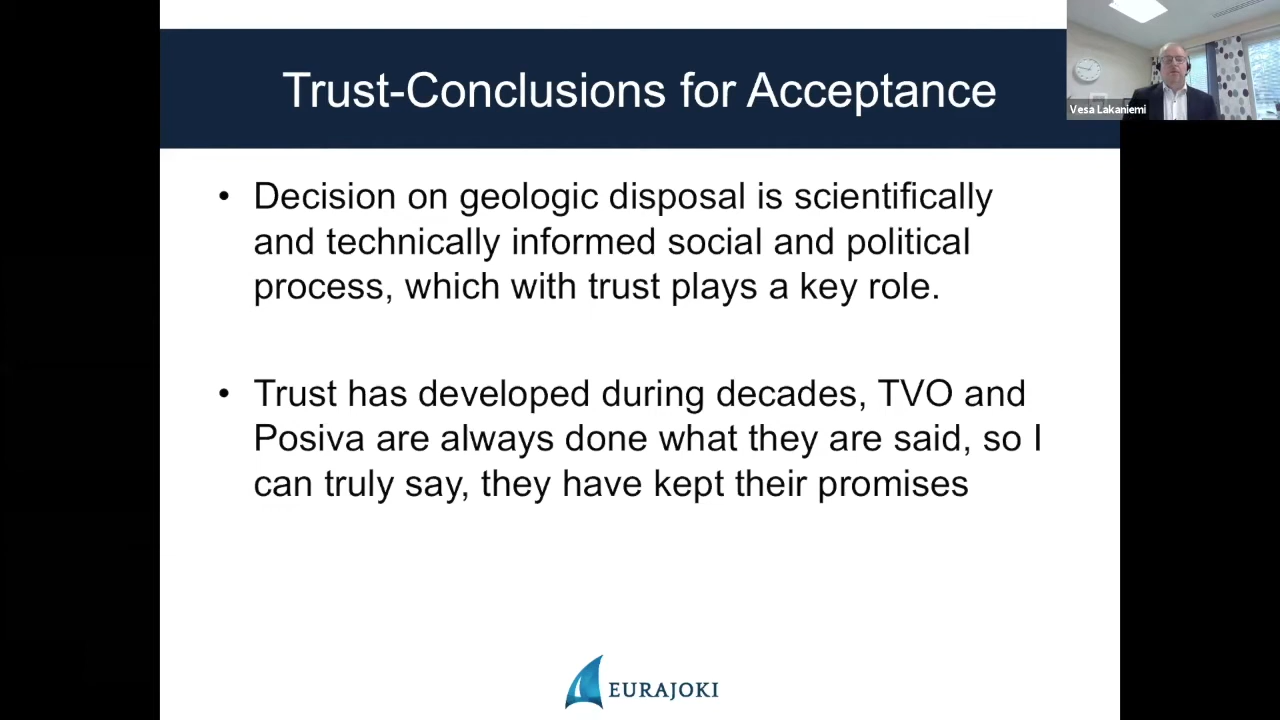 Trust-Conclusions for Acceptance
Vesa Lakaniemi
• Decision on geologic disposal is scientifically
and technically informed social and political
process, which with trust plays a key role.
• Trust has developed during decades, TVO and
Posiva are always done what they are said, so I
can truly say, they have kept their promises
EURAJOKI